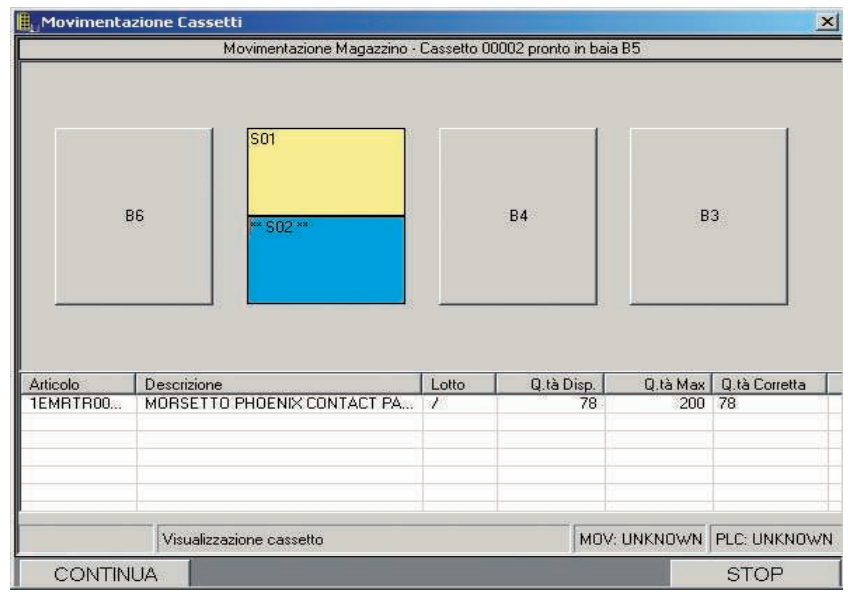 Movimentazione Cassetti
Movimentazione Magazzino - Cassetto 00002 pronto in baia B5
S01
B6
B4
B3
** S02 **
Articolo Descrizione Lotto Q.tà Disp. Q.tà Max Q.tà Corretta
1EMRTR00... MORSETTO PHOENIX CONTACT PA... / 78 200 78
Visualizzazione cassetto MOV: UNKNOWN PLC: UNKNOWN
CONTINUA STOP